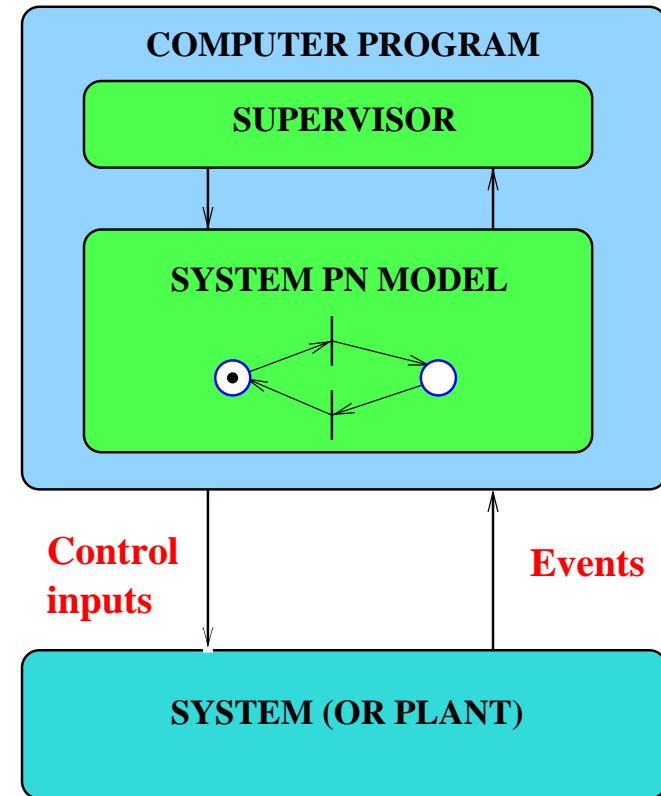 COMPUTER PROGRAM
SUPERVISOR
SYSTEM PN MODEL
Control
inputs
Events
SYSTEM (OR PLANT)